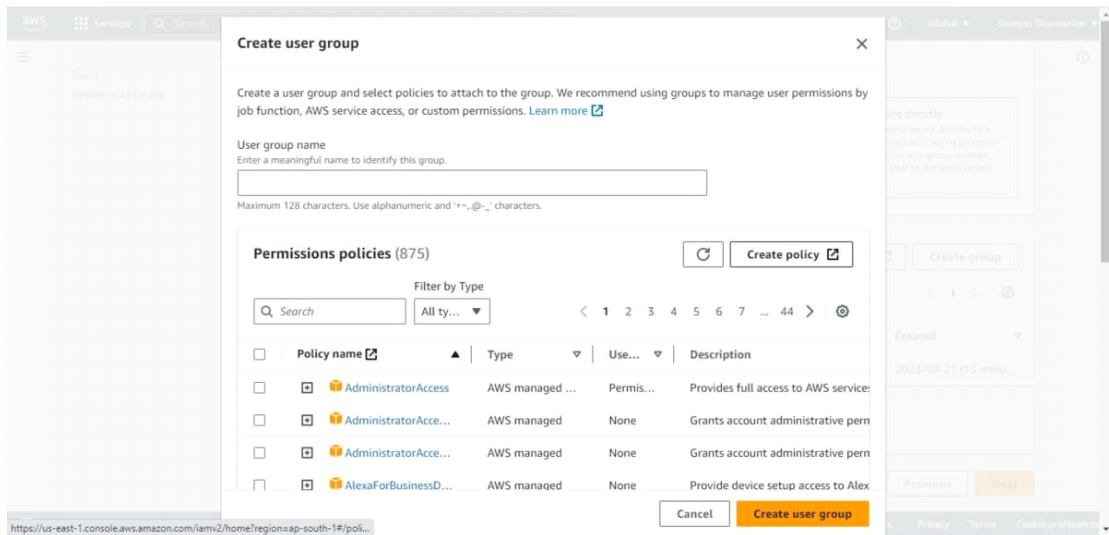 aws
Services
Search
Global
Create user group
Review and create
Create a user group and select policies to attach to the group. We recommend using groups to manage user permissions by
job function, AWS service access, or custom permissions. Learn more
User group name
Enter a meaningful name to identify this group.
Maximum 128 characters. Use alphanumeric and '+=,.@-_' characters.
Permissions policies (875)
Create policy
Create group
Filter by Type
Search
All ty...
1 2 3 4 5 6 7 ... 44
1
Policy name
Type
Use...
Description
Created
AdministratorAccess AWS managed ... Permis... Provides full access to AWS services
2023-08-21 (13 minu...
AdministratorAcce... AWS managed None Grants account administrative perm
AdministratorAcce... AWS managed None Grants account administrative perm
AlexaForBusinessD... AWS managed None Provide device setup access to Alex
Previous
Next
Cancel
Create user group
https://us-east-1.console.aws.amazon.com/iamv2/home?region=ap-south-1#/poli...
Privacy Terms Cookie preferences